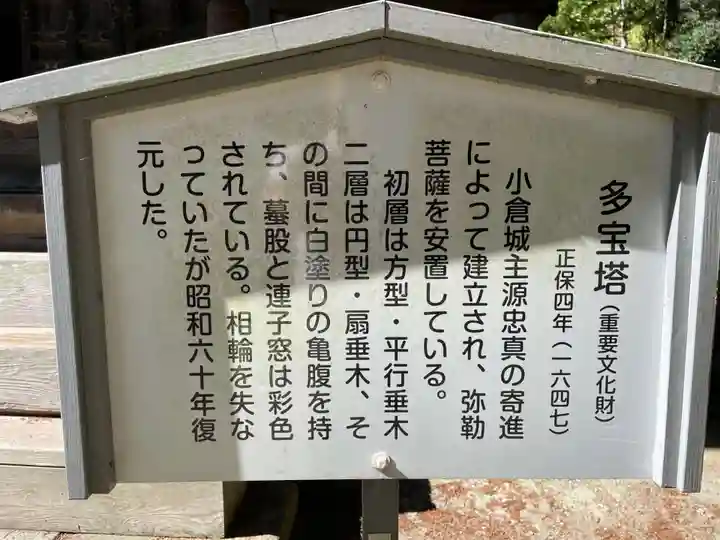 多宝塔（重要文化財）
正保四年（一六四七）
小倉城主源忠真の寄進
によって建立され、弥勒
菩薩を安置している。
初層は方型・平行垂木
二層は円型・扇垂木、そ
の間に白塗りの亀腹を持
ち、蟇股と連子窓は彩色
されている。相輪を失な
っていたが昭和六十年復
元した。